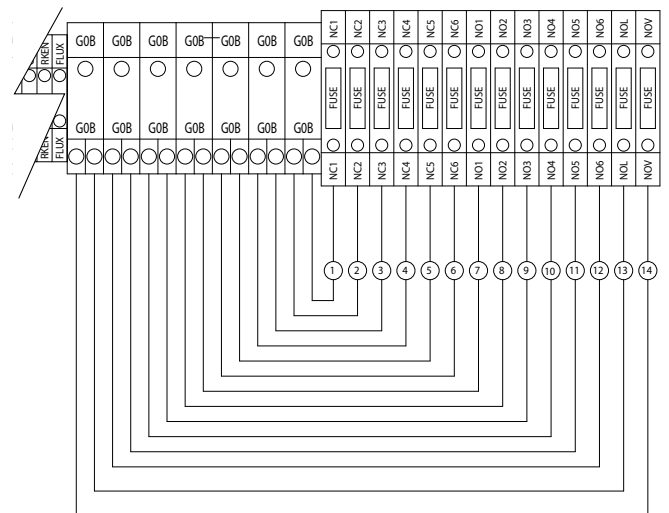 RKEN FLUX G0B G0B G0B G0B G0B G0B G0B NC1 NC2 NC3 NC4 NC5 NC6 NO1 NO2 NO3 NO4 NO5 NO6 NOL NOV
FUSE FUSE FUSE FUSE FUSE FUSE FUSE FUSE FUSE FUSE FUSE FUSE FUSE FUSE
RKEN FLUX G0B G0B G0B G0B G0B G0B G0B
NC1 NC2 NC3 NC4 NC5 NC6 NO1 NO2 NO3 NO4 NO5 NO6 NOL NOV
1 2 3 4 5 6 7 8 9 10 11 12 13 14